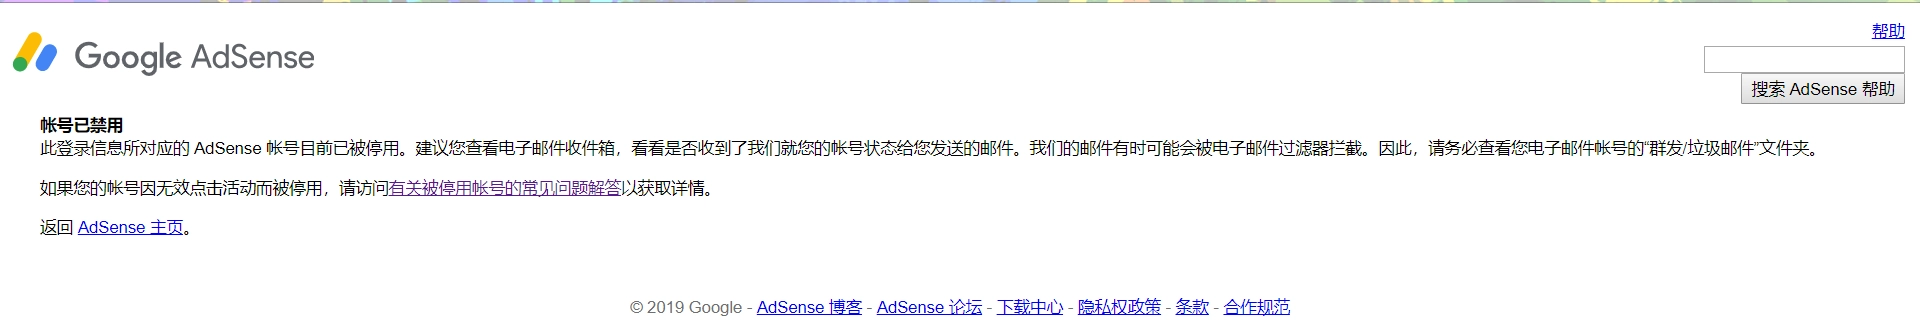 帮助
Google AdSense
搜索 AdSense 帮助
帐号已禁用
此登录信息所对应的 AdSense 帐号目前已被停用。建议您查看电子邮件收件箱，看看是否收到了我们就您的帐号状态给您发送的邮件。我们的邮件有时可能会被电子邮件过滤器拦截。因此，请务必查看您电子邮件帐号的“群发/垃圾邮件”文件夹。
如果您的帐号因无效点击活动而被停用，请访问有关被停用帐号的常见问题解答以获取详情。
返回 AdSense 主页。
© 2019 Google - AdSense 博客 - AdSense 论坛 - 下载中心 - 隐私权政策 - 条款 - 合作规范